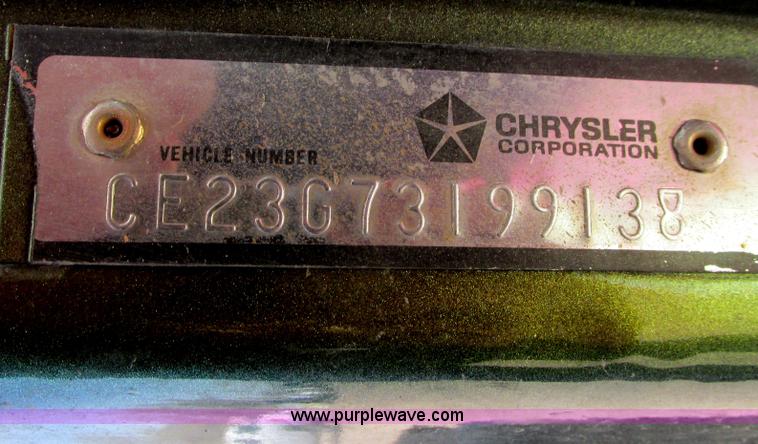 CHRYSLER
CORPORATION
VEHICLE NUMBER
CE23G73199138
www.purplewave.com